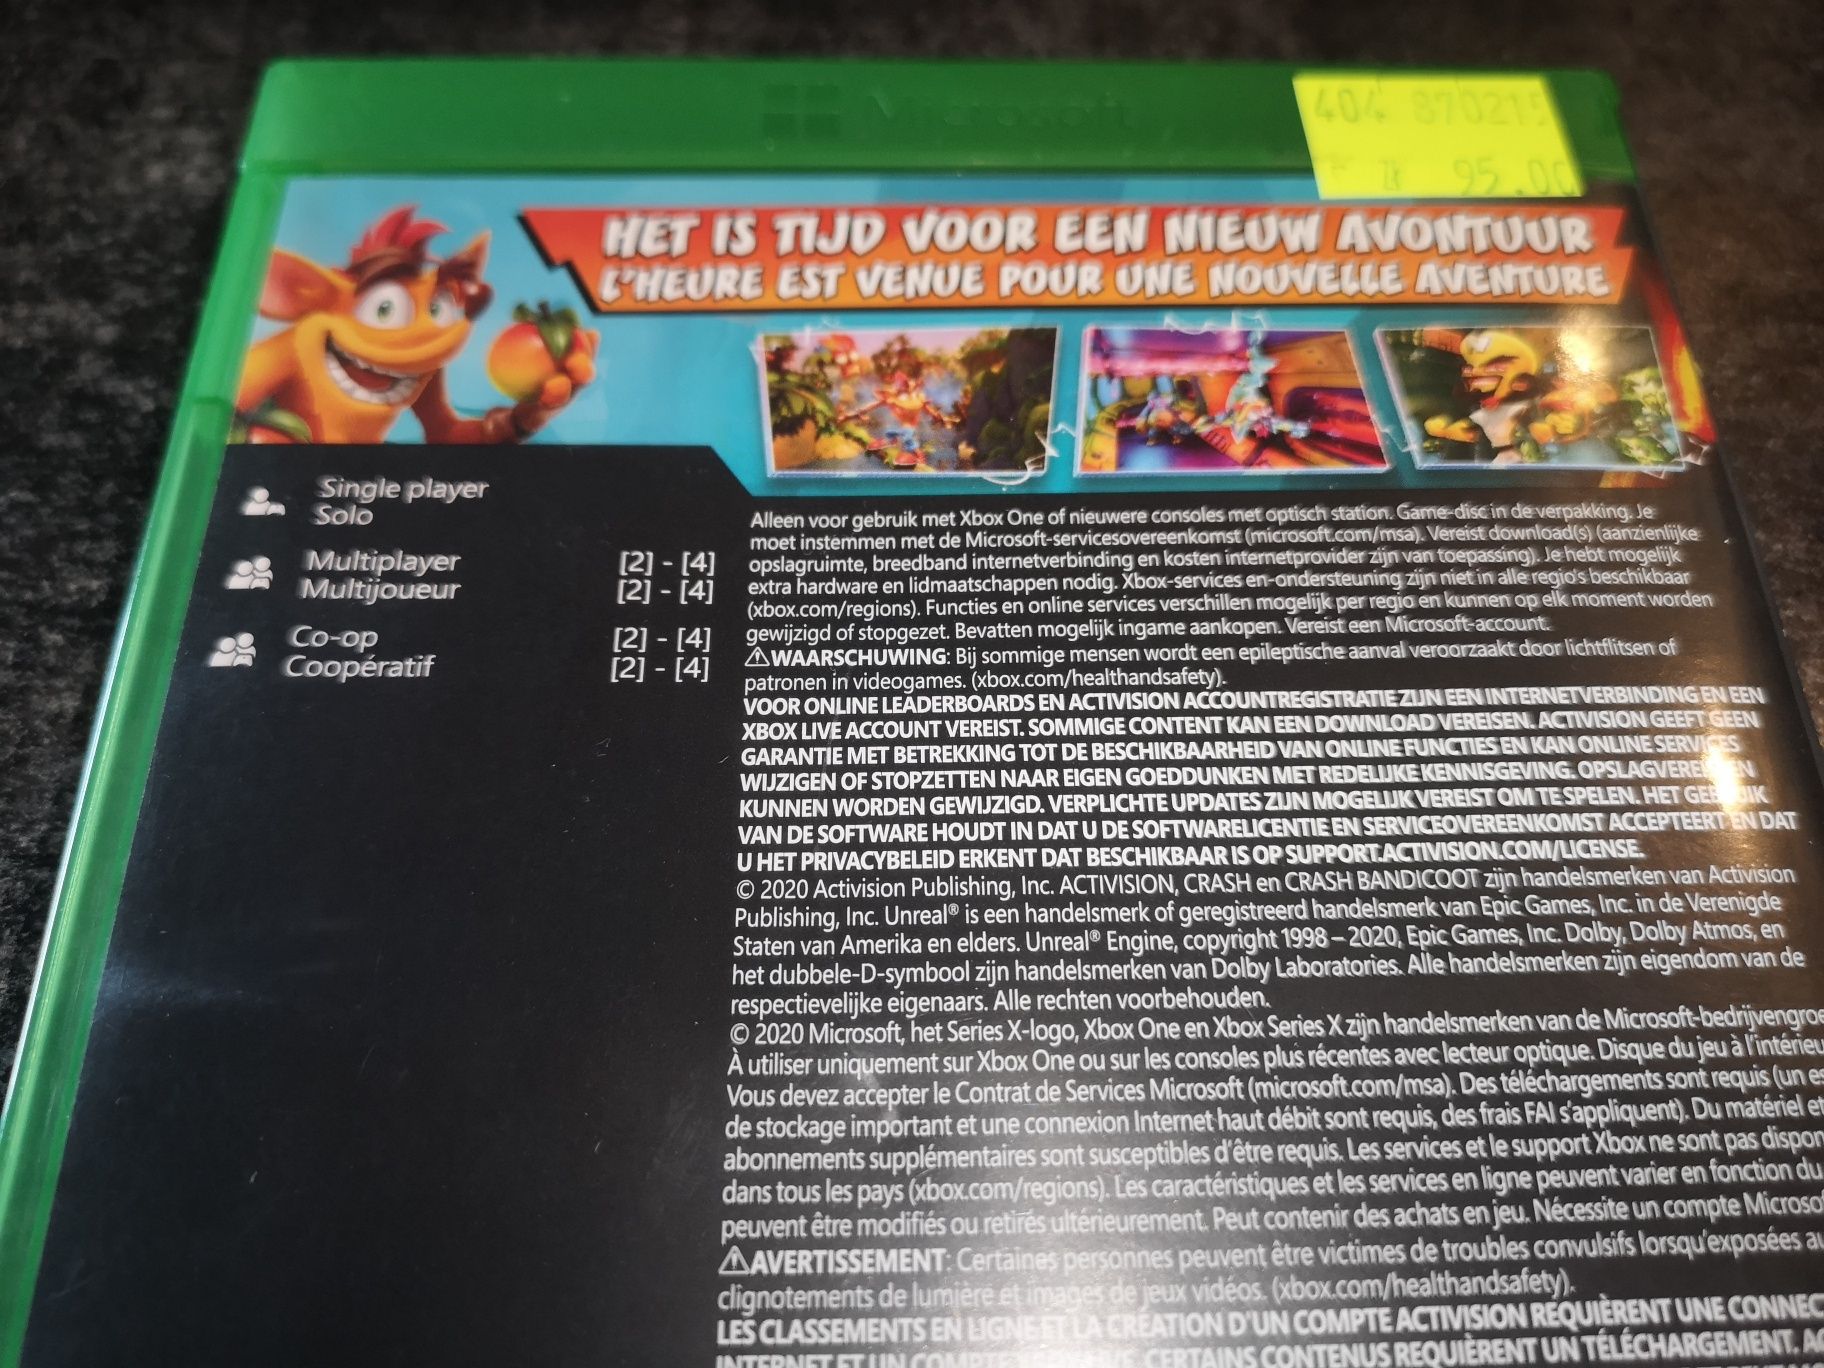 Microsoft
404 870215
95.00
HET IS TIJD VOOR EEN NIEUW AVONTUUR
L'HEURE EST VENUE POUR UNE NOUVELLE AVENTURE
Single player
Solo
Multiplayer [2] - [4]
Multijoueur [2] - [4]
Co-op [2] - [4]
Coopératif [2] - [4]
Alleen voor gebruik met Xbox One of nieuwere consoles met optisch station. Game-disc in de verpakking. Je
moet instemmen met de Microsoft-servicesovereenkomst (microsoft.com/msa). Vereist download(s) (aanzienlijke
opslagruimte, breedband internetverbinding en kosten internetprovider zijn van toepassing). Je hebt mogelijk
extra hardware en lidmaatschappen nodig. Xbox-services en-ondersteuning zijn niet in alle regio's beschikbaar
(xbox.com/regions). Functies en online services verschillen mogelijk per regio en kunnen op elk moment worden
gewijzigd of stopgezet. Bevatten mogelijk ingame aankopen. Vereist een Microsoft-account.
⚠WAARSCHUWING: Bij sommige mensen wordt een epileptische aanval veroorzaakt door lichtflitsen of
patronen in videogames. (xbox.com/healthandsafety).
VOOR ONLINE LEADERBOARDS EN ACTIVISION ACCOUNTREGISTRATIE ZIJN EEN INTERNETVERBINDING EN EEN
XBOX LIVE ACCOUNT VEREIST. SOMMIGE CONTENT KAN EEN DOWNLOAD VEREISEN. ACTIVISION GEEFT GEEN
GARANTIE MET BETREKKING TOT DE BESCHIKBAARHEID VAN ONLINE FUNCTIES EN KAN ONLINE SERVICES
WIJZIGEN OF STOPZETTEN NAAR EIGEN GOEDDUNKEN MET REDELIJKE KENNISGEVING. OPSLAGVEREISTEN
KUNNEN WORDEN GEWIJZIGD. VERPLICHTE UPDATES ZIJN MOGELIJK VEREIST OM TE SPELEN. HET GEBRUIK
VAN DE SOFTWARE HOUDT IN DAT U DE SOFTWARELICENTIE EN SERVICEOVEREENKOMST ACCEPTEERT EN DAT
U HET PRIVACYBELEID ERKENT DAT BESCHIKBAAR IS OP SUPPORT.ACTIVISION.COM/LICENSE.
© 2020 Activision Publishing, Inc. ACTIVISION, CRASH en CRASH BANDICOOT zijn handelsmerken van Activision
Publishing, Inc. Unreal® is een handelsmerk of geregistreerd handelsmerk van Epic Games, Inc. in de Verenigde
Staten van Amerika en elders. Unreal® Engine, copyright 1998 – 2020, Epic Games, Inc. Dolby, Dolby Atmos, en
het dubbele-D-symbool zijn handelsmerken van Dolby Laboratories. Alle handelsmerken zijn eigendom van de
respectievelijke eigenaars. Alle rechten voorbehouden.
© 2020 Microsoft, het Series X-logo, Xbox One en Xbox Series X zijn handelsmerken van de Microsoft-bedrijvengroe
À utiliser uniquement sur Xbox One ou sur les consoles plus récentes avec lecteur optique. Disque du jeu à l'intérieu
Vous devez accepter le Contrat de Services Microsoft (microsoft.com/msa). Des téléchargements sont requis (un es
de stockage important et une connexion Internet haut débit sont requis, des frais FAI s'appliquent). Du matériel et
abonnements supplémentaires sont susceptibles d'être requis. Les services et le support Xbox ne sont pas dispon
dans tous les pays (xbox.com/regions). Les caractéristiques et les services en ligne peuvent varier en fonction du
peuvent être modifiés ou retirés ultérieurement. Peut contenir des achats en jeu. Nécessite un compte Microsof
⚠AVERTISSEMENT: Certaines personnes peuvent être victimes de troubles convulsifs lorsqu'exposées au
clignotements de lumière et images de jeux vidéos. (xbox.com/healthandsafety).
LES CLASSEMENTS EN LIGNE ET LA CRÉATION D'UN COMPTE ACTIVISION REQUIÈRENT UNE CONNEC
INTERNET ET UN COMPTE LIVE. CERTAINS CONTENUS REQUIÈRENT UN TÉLÉCHARGEMENT. AC